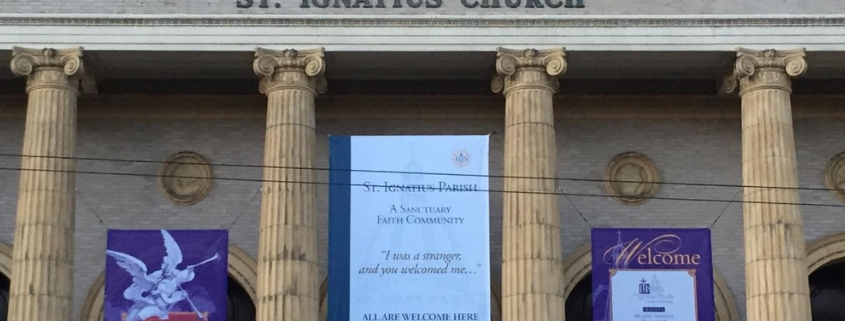 ST. IGNATIUS CHURCH
IHS
ST. IGNATIUS PARISH
A SANCTUARY
FAITH COMMUNITY
"I was a stranger,
and you welcomed me..."
ALL ARE WELCOME HERE
Welcome